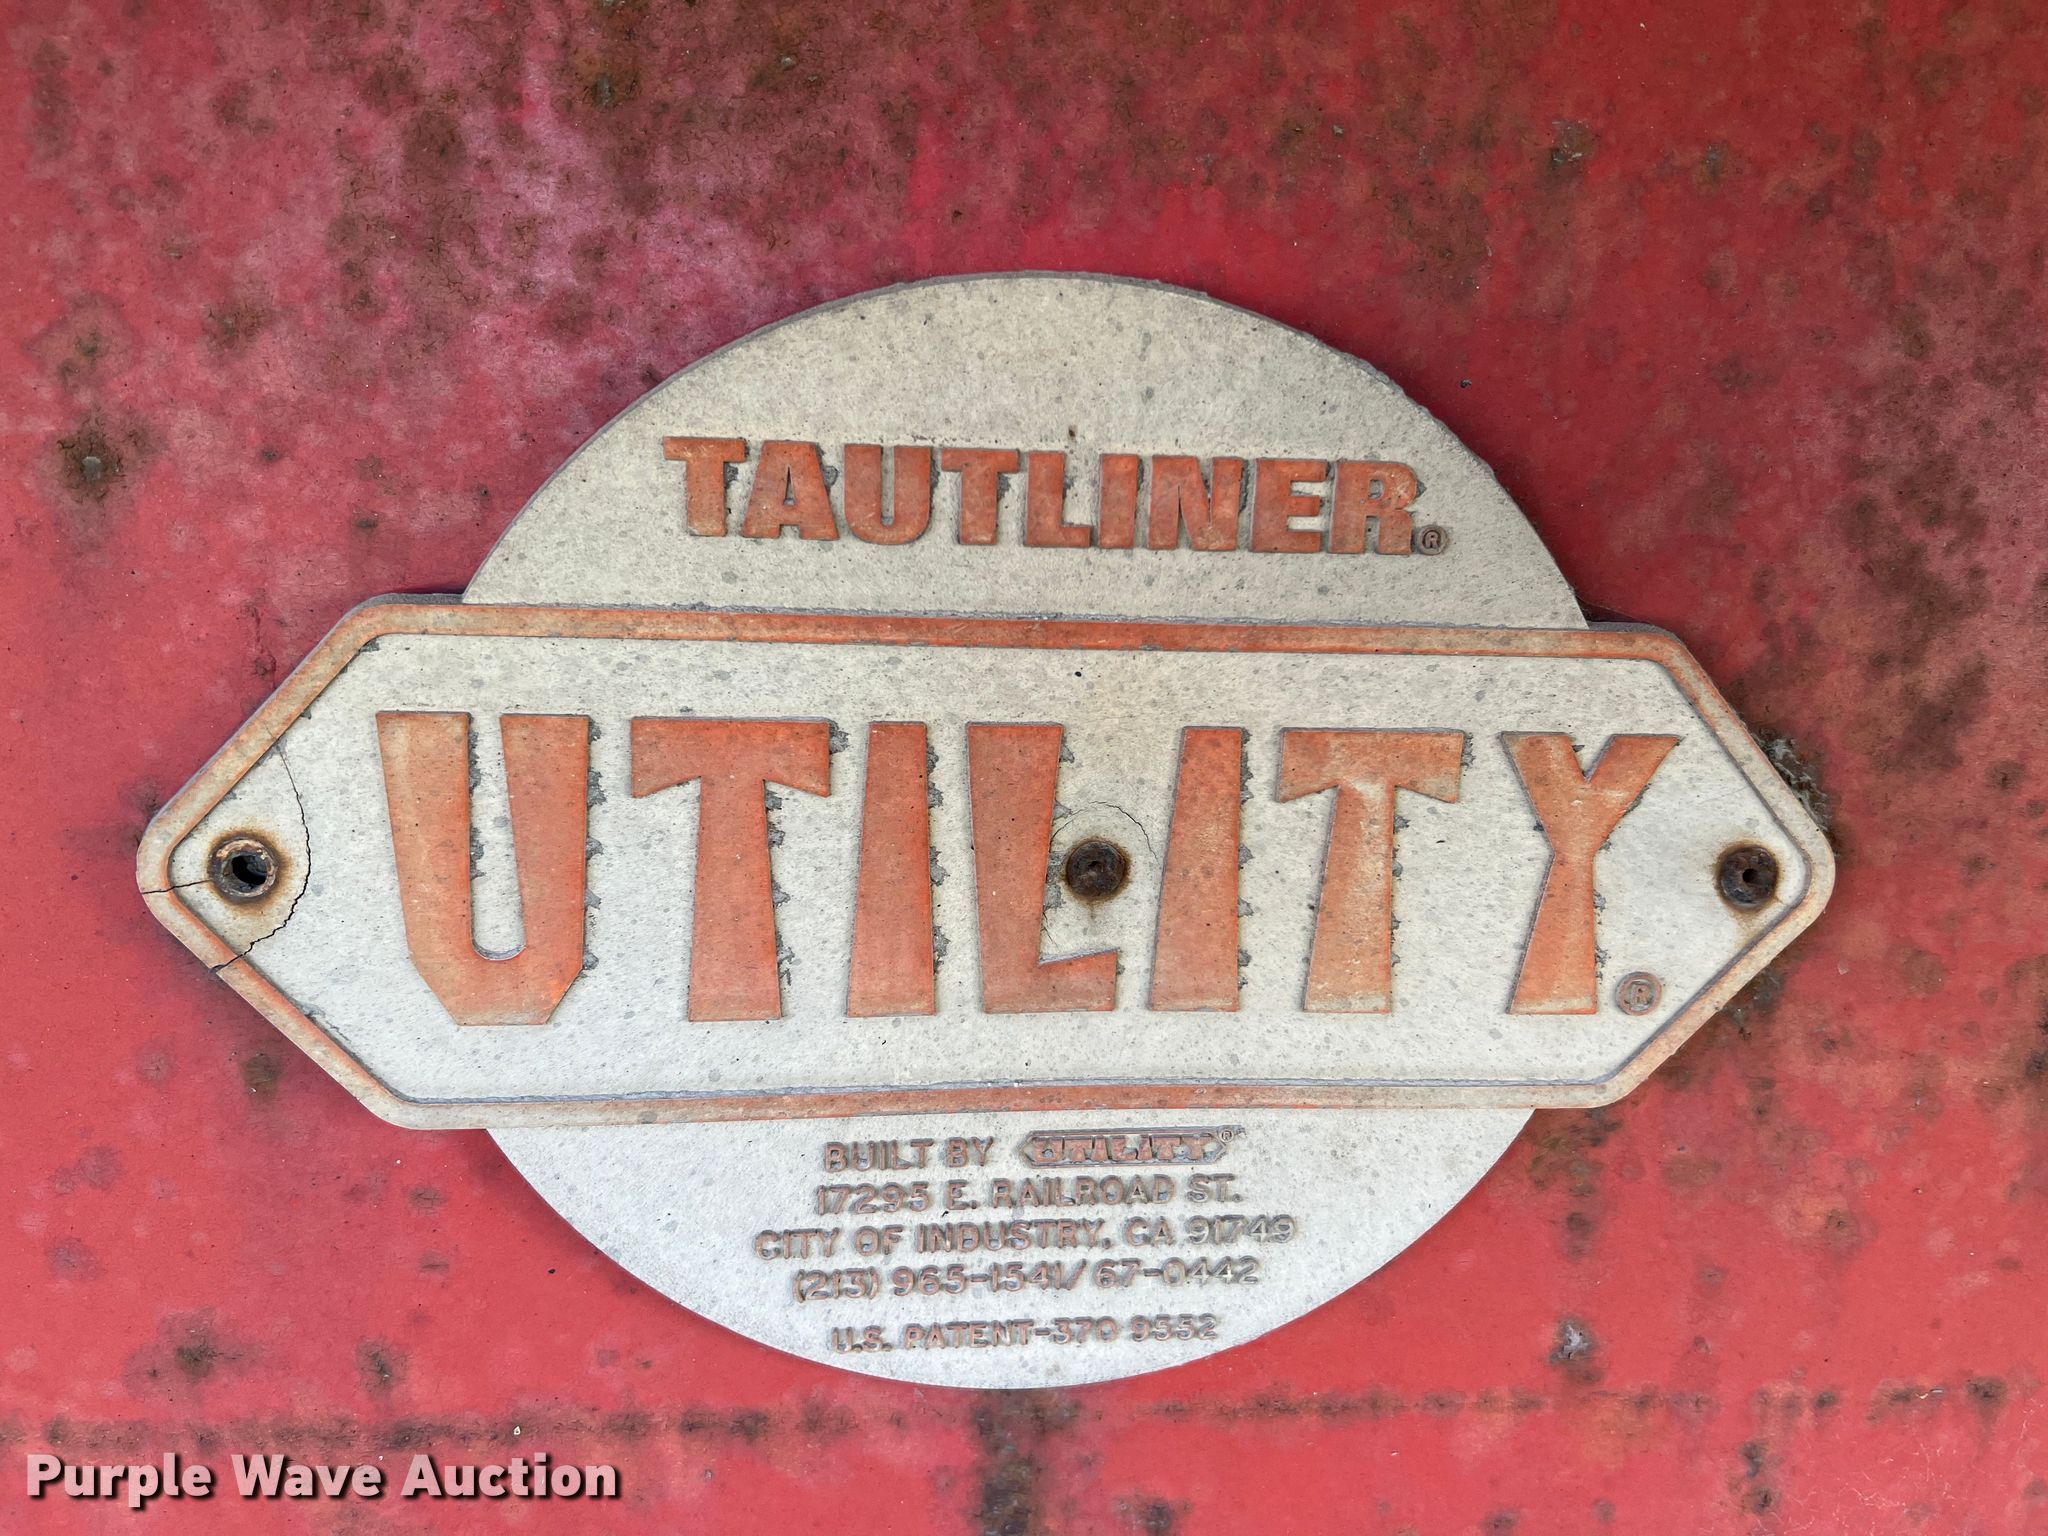 TAUTLINER®
UTILITY®
BUILT BY UTILITY®
17295 E. RAILROAD ST.
CITY OF INDUSTRY, CA 91749
(213) 965-1541/67-0442
U.S. PATENT-370 9552
Purple Wave Auction